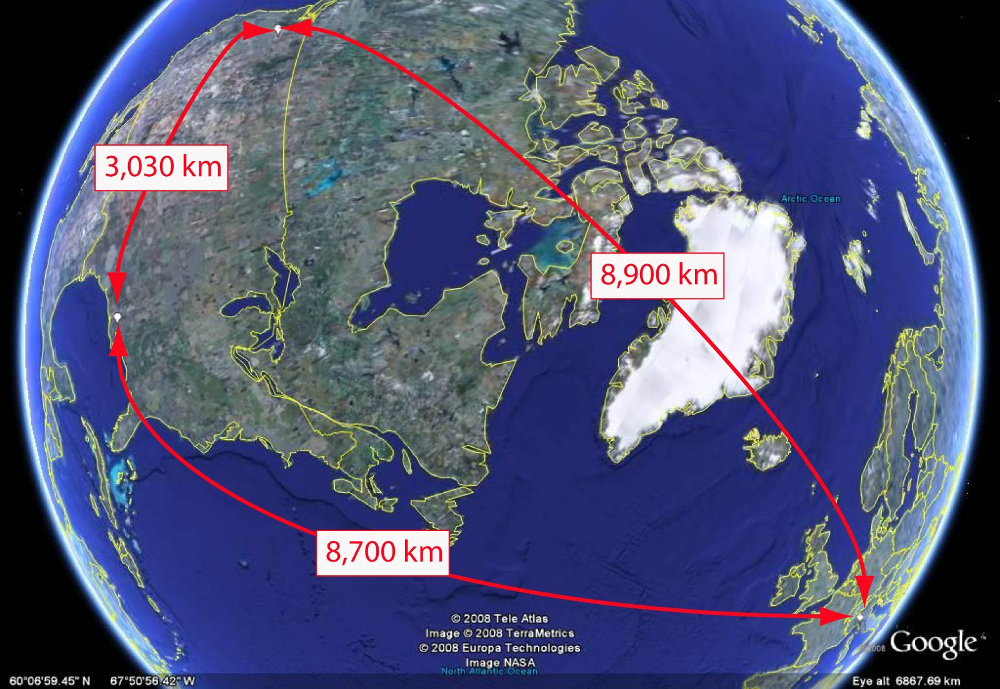 3,030 km
Arctic Ocean
8,900 km
8,700 km
© 2008 Tele Atlas
Image © 2008 TerraMetrics
© 2008 Europa Technologies
Image NASA
North Atlantic Ocean
©2008 Google™
60°06'59.45" N 67°50'56.42" W
Eye alt 6867.69 km